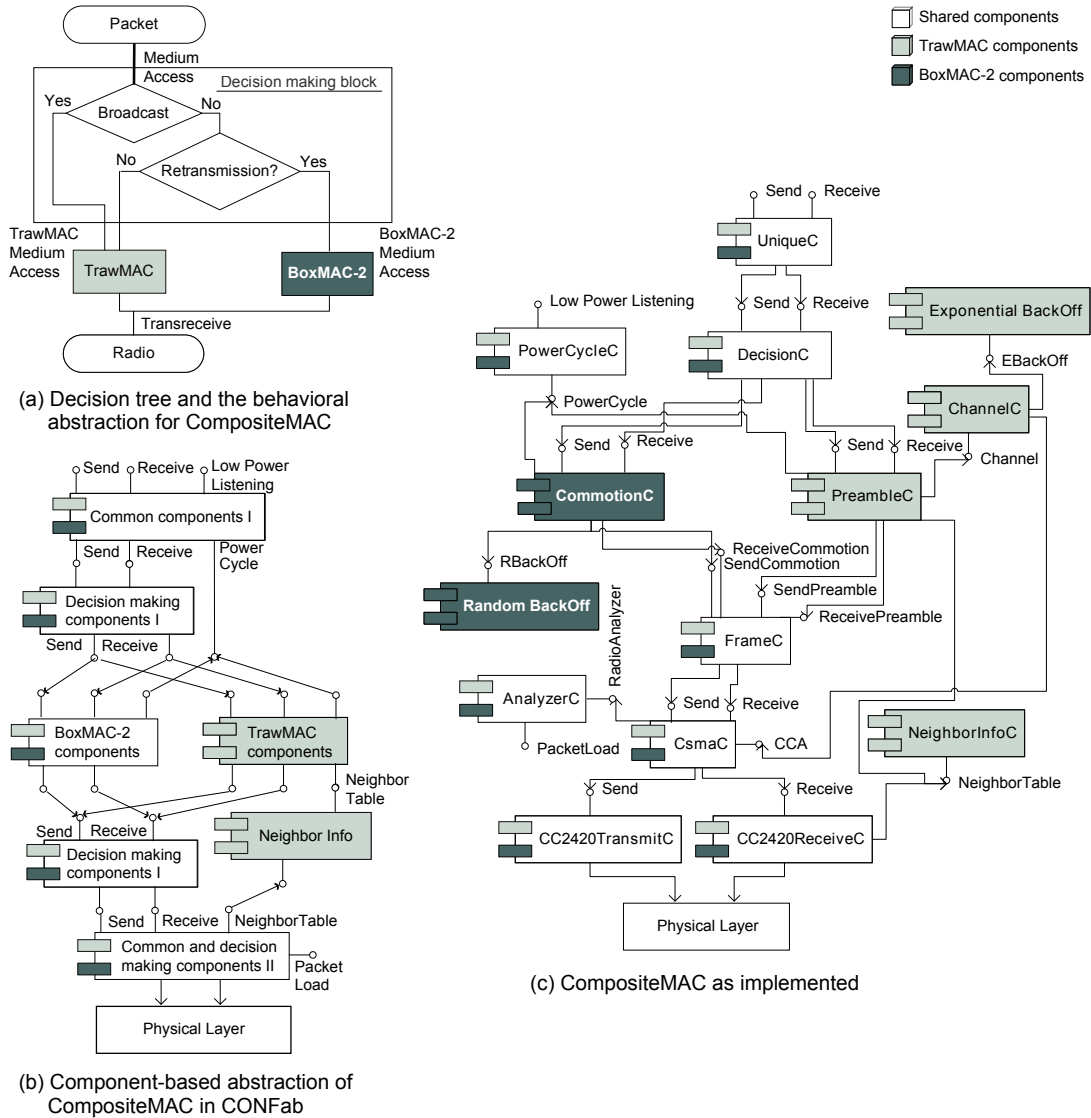 Shared components
TrawMAC components
BoxMAC-2 components
Packet
Medium
Access
Decision making block
Yes
No
Broadcast
No
Yes
Retransmission?
TrawMAC
Medium
Access
BoxMAC-2
Medium
Access
TrawMAC
BoxMAC-2
Transreceive
Radio
(a) Decision tree and the behavioral
abstraction for CompositeMAC
Send
Receive
Low Power
Listening
Common components I
Send
Receive
Power
Cycle
Decision making
components I
Send
Receive
BoxMAC-2
components
TrawMAC
components
Neighbor
Table
Send
Receive
Neighbor Info
Decision making
components I
Send
Receive
NeighborTable
Common and decision
making components II
Packet
Load
Physical Layer
(b) Component-based abstraction of
CompositeMAC in CONFab
Send
Receive
UniqueC
Low Power Listening
Send
Receive
Exponential BackOff
PowerCycleC
DecisionC
EBackOff
PowerCycle
ChannelC
Send
Receive
Send
Receive
Channel
CommotionC
PreambleC
RBackOff
ReceiveCommotion
SendCommotion
Random BackOff
SendPreamble
ReceivePreamble
RadioAnalyzer
FrameC
AnalyzerC
Send
Receive
PacketLoad
CsmaC
CCA
NeighborInfoC
Send
Receive
NeighborTable
CC2420TransmitC
CC2420ReceiveC
Physical Layer
(c) CompositeMAC as implemented